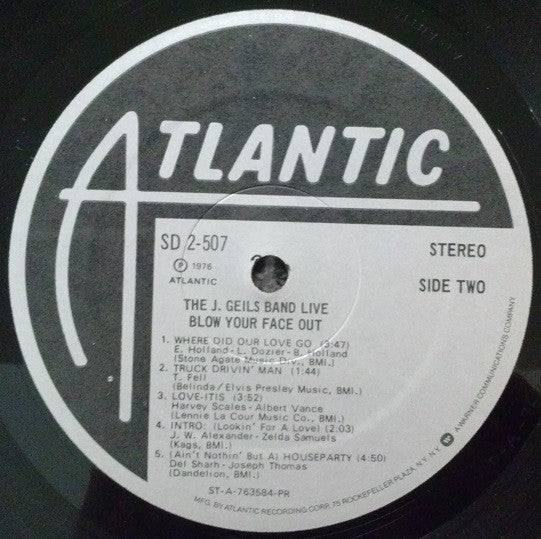 ATLANTIC
SD 2-507
STEREO
Ⓟ 1976
ATLANTIC
SIDE TWO
THE J. GEILS BAND LIVE
BLOW YOUR FACE OUT
1. WHERE DID OUR LOVE GO (3:47)
E. Holland-L. Dozier-B. Holland
(Stone Agate Music Div., BMI.)
2. TRUCK DRIVIN' MAN (1:44)
T. Fell
(Belinda/Elvis Presley Music, BMI.)
3. LOVE-ITIS (3:52)
Harvey Scales-Albert Vance
(Lennie La Cour Music Co., BMI.)
4. INTRO: (Lookin' For A Love) (2:03)
J. W. Alexander-Zelda Samuels
(Kags, BMI.)
5. (Ain't Nothin' But A) HOUSEPARTY (4:50)
Del Sharh-Joseph Thomas
(Dandelion, BMI.)
ST-A-763584-PR
MFG. BY ATLANTIC RECORDING CORP. 75 ROCKEFELLER PLAZA, N.Y. N.Y. A WARNER COMMUNICATIONS COMPANY